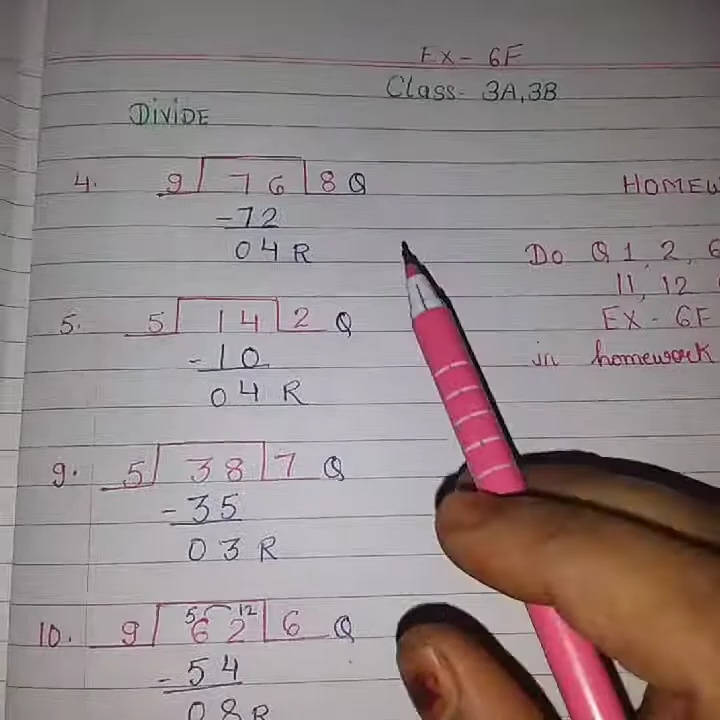 Ex - 6F
Class- 3A,3B
DIVIDE
4. 9 76 8 Q
-72
04 R
5. 5 14 2 Q
-10
04 R
9. 5 38 7 Q
-35
03 R
10. 9 5 12 62 6 Q
-54
08 R
Do Q 1, 2,
11, 12
EX - 6F
in homework